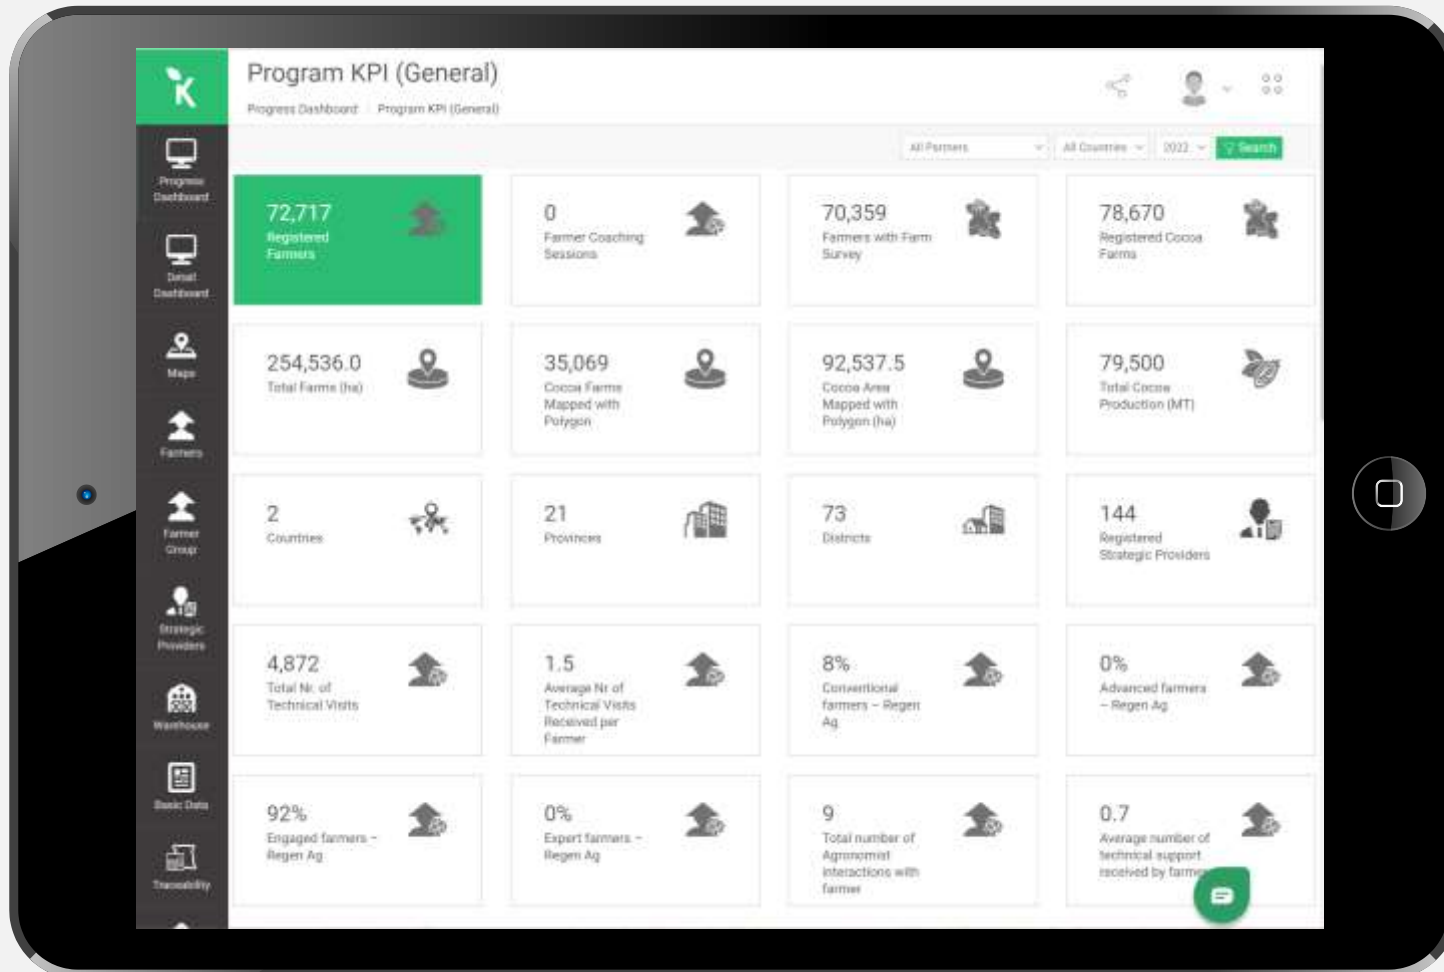 K
Program KPI (General)
Progress Dashboard
Program KPI (General)
All Partners
All Countries
2022
Search
Progress
Dashboard
Detail
Dashboard
Maps
Farmers
Farmer
Group
Strategic
Providers
Warehouse
Basic Data
Traceability
72,717
Registered
Farmers
0
Farmer Coaching
Sessions
70,359
Farmers with Farm
Survey
78,670
Registered Cocoa
Farms
254,536.0
Total Farms (ha)
35,069
Cocoa Farms
Mapped with
Polygon
92,537.5
Cocoa Area
Mapped with
Polygon (ha)
79,500
Total Cocoa
Production (MT)
2
Countries
21
Provinces
73
Districts
144
Registered
Strategic Providers
4,872
Total Nr. of
Technical Visits
1.5
Average Nr of
Technical Visits
Received per
Farmer
8%
Conventional
farmers – Regen
Ag
0%
Advanced farmers
– Regen Ag
92%
Engaged farmers –
Regen Ag
0%
Expert farmers –
Regen Ag
9
Total number of
Agronomist
interactions with
farmer
0.7
Average number of
technical support
received by farmer